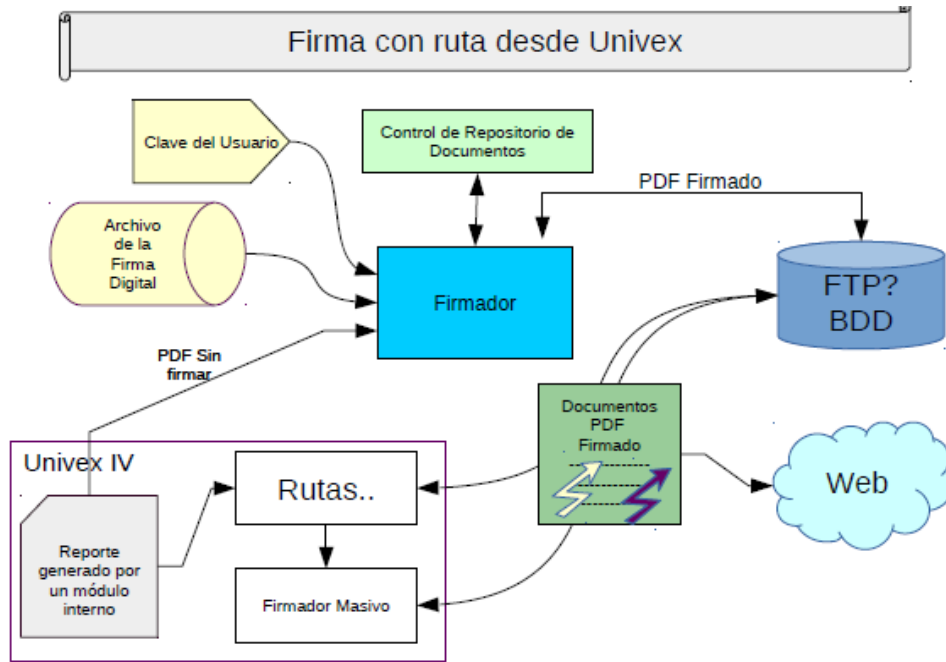 Firma con ruta desde Univex
Clave del Usuario
Control de Repositorio de
Documentos
PDF Firmado
Archivo
de la
Firma
Digital
Firmador
FTP?
BDD
PDF Sin
firmar
Documentos
PDF
Firmado
Univex IV
Rutas..
Web
Reporte
generado por
un módulo
interno
Firmador Masivo